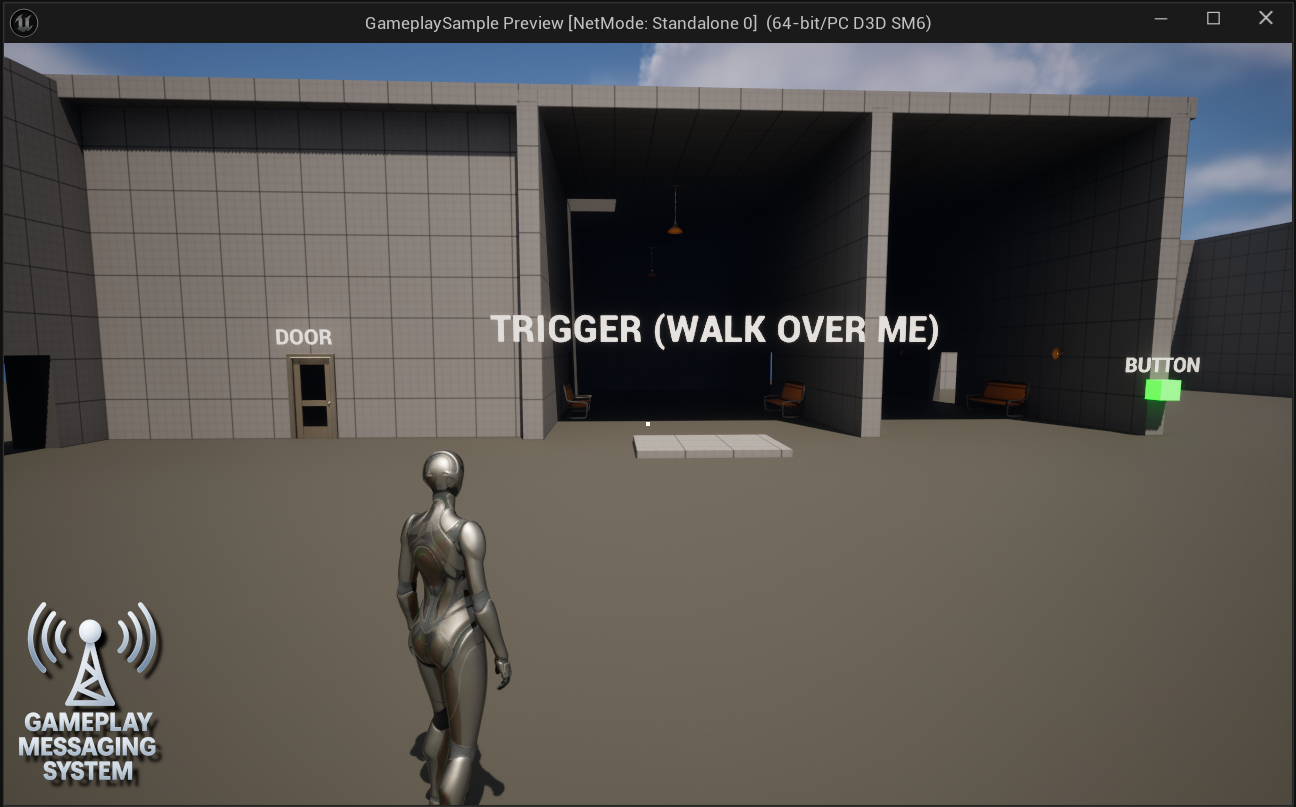 GameplaySample Preview [NetMode: Standalone 0] (64-bit/PC D3D SM6)
TRIGGER (WALK OVER ME)
DOOR
BUTTON
GAMEPLAY
MESSAGING
SYSTEM